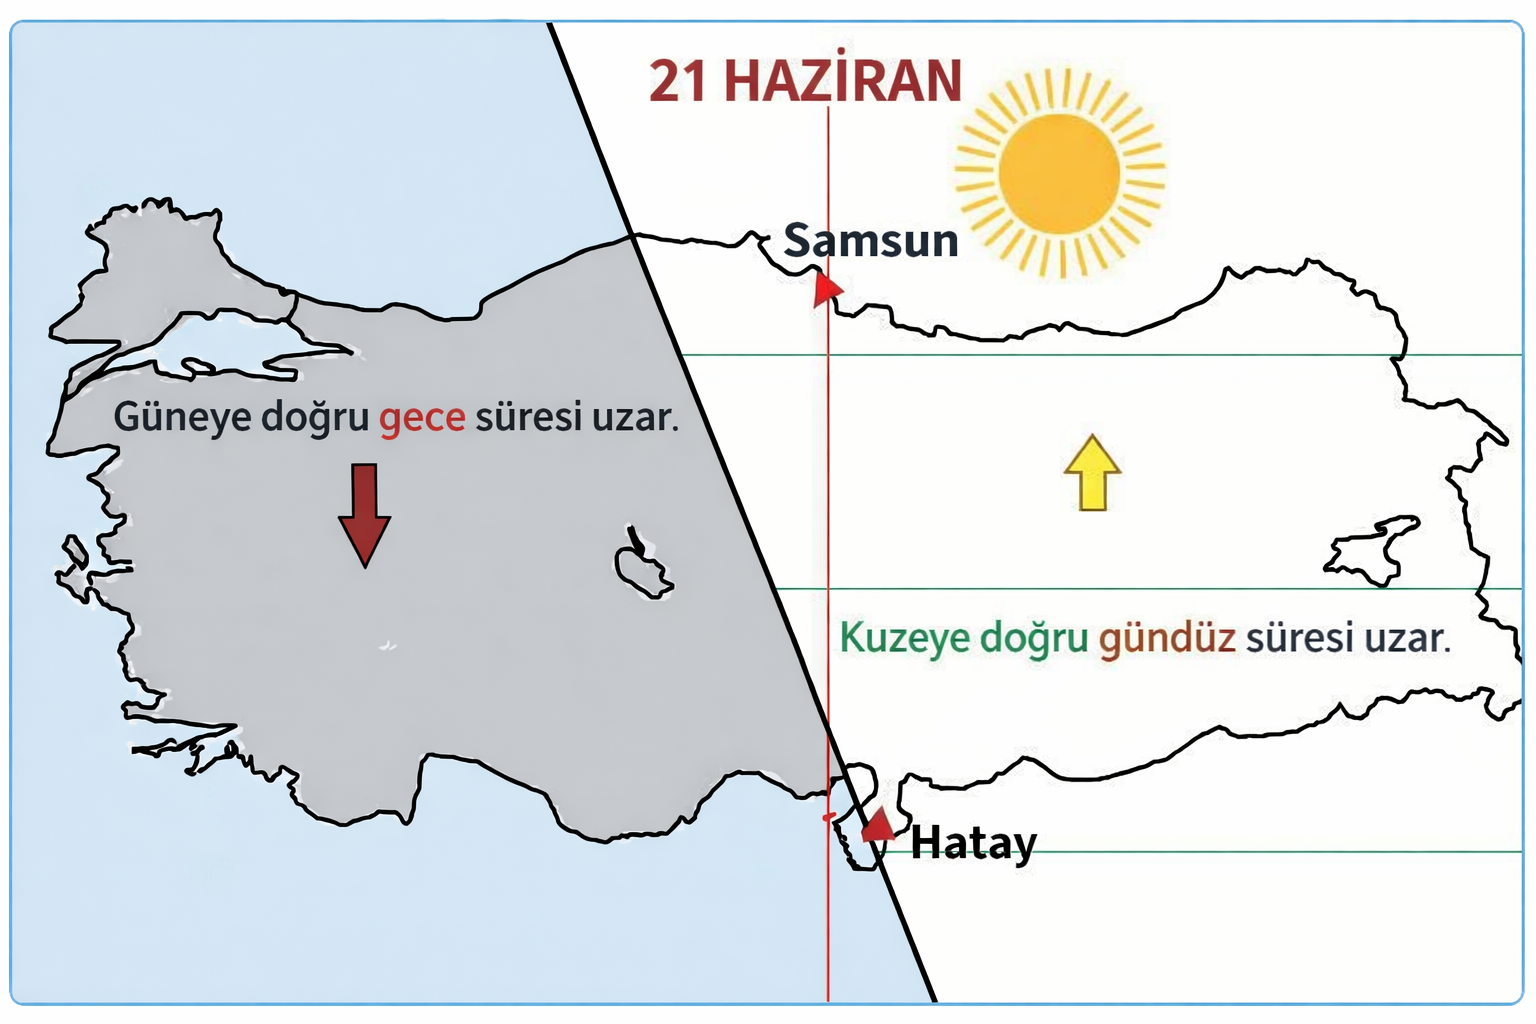 21 HAZİRAN
Samsun
Güneye doğru gece süresi uzar.
Kuzeye doğru gündüz süresi uzar.
Hatay